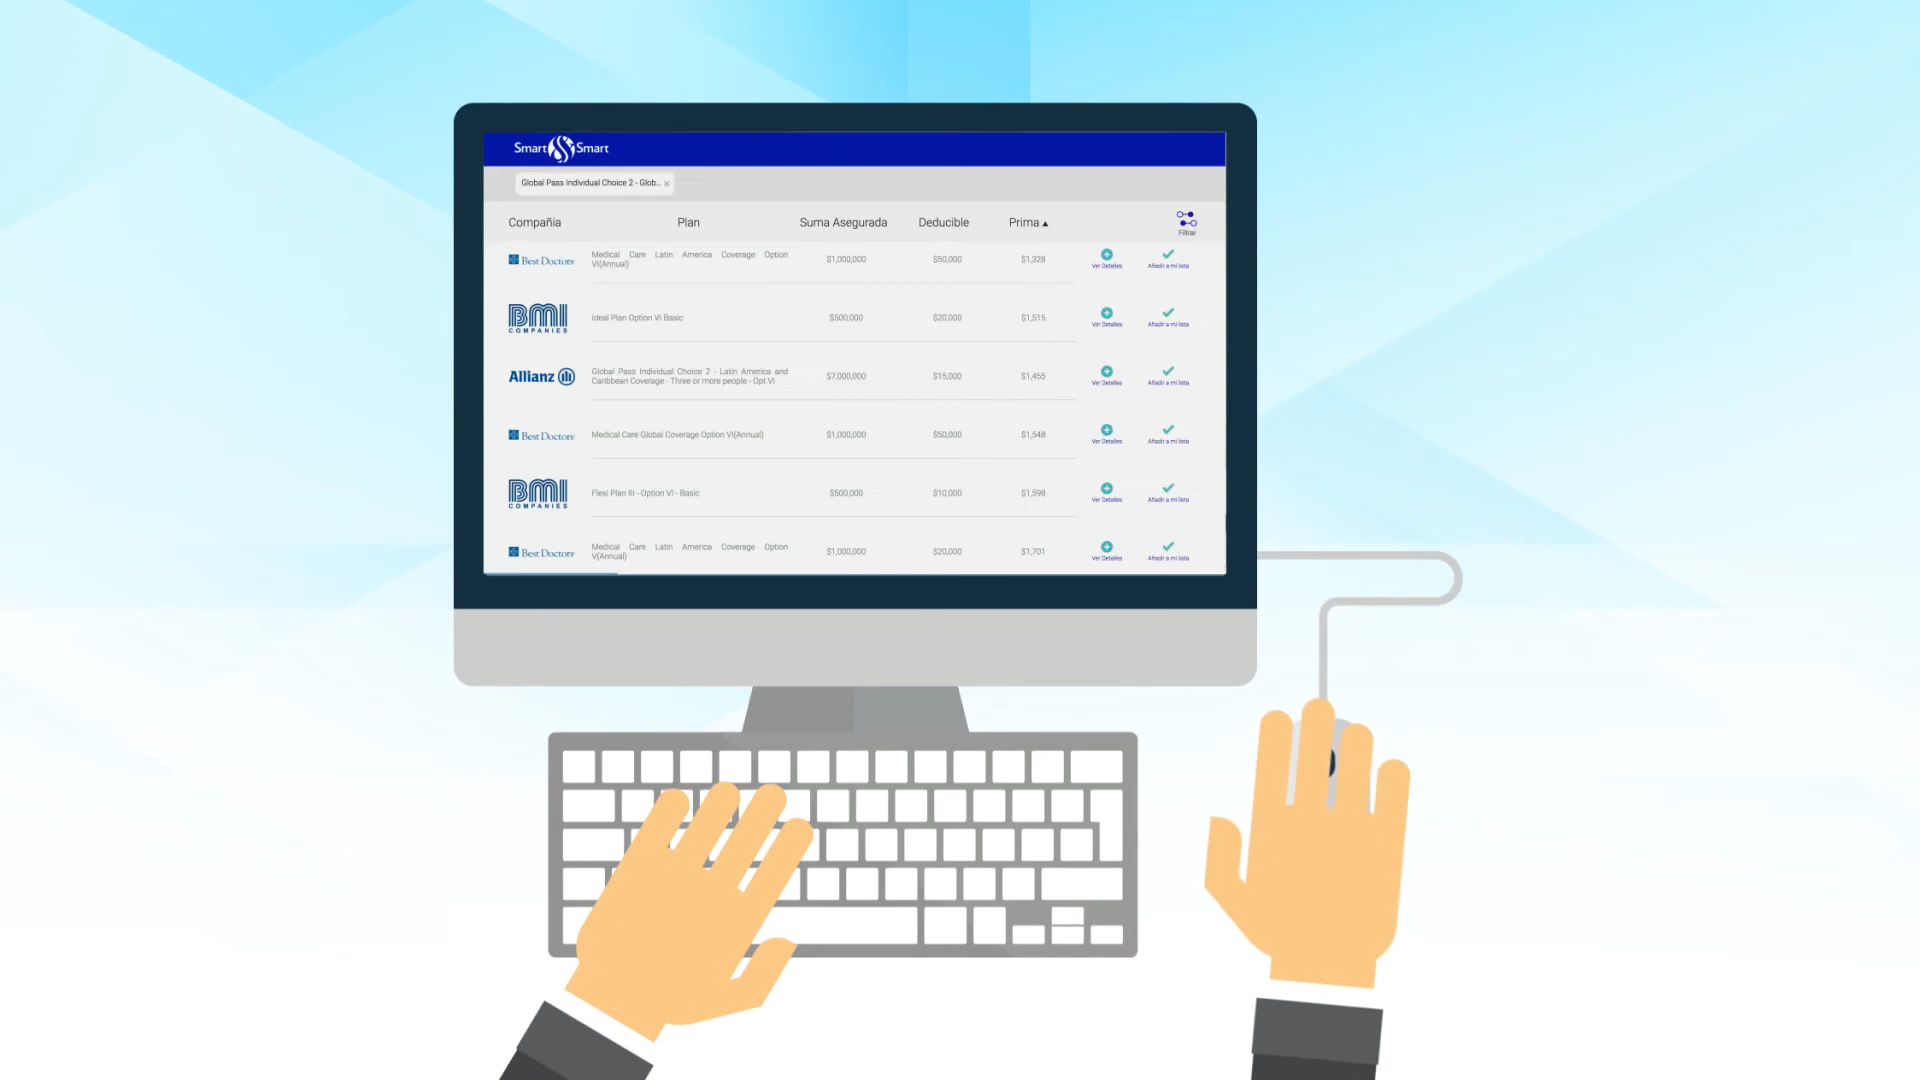 Smart Smart
Global Pass Individual Choice 2 - Glob... ×
Compañia Plan Suma Asegurada Deducible Prima ▲ Filtrar
Best Doctors Medical Care Latin America Coverage Option $1,000,000 $50,000 $1,328 Ver Detalles Añadir a mi lista
VI(Annual)
BMI COMPANIES Ideal Plan Option VI Basic $500,000 $20,000 $1,515 Ver Detalles Añadir a mi lista
Allianz Global Pass Individual Choice 2 - Latin America and $7,000,000 $15,000 $1,455 Ver Detalles Añadir a mi lista
Caribbean Coverage - Three or more people - Opt VI
Best Doctors Medical Care Global Coverage Option VI(Annual) $1,000,000 $50,000 $1,548 Ver Detalles Añadir a mi lista
BMI COMPANIES Flexi Plan III - Option VI - Basic $500,000 $10,000 $1,598 Ver Detalles Añadir a mi lista
Best Doctors Medical Care Latin America Coverage Option $1,000,000 $20,000 $1,701 Ver Detalles Añadir a mi lista
V(Annual)